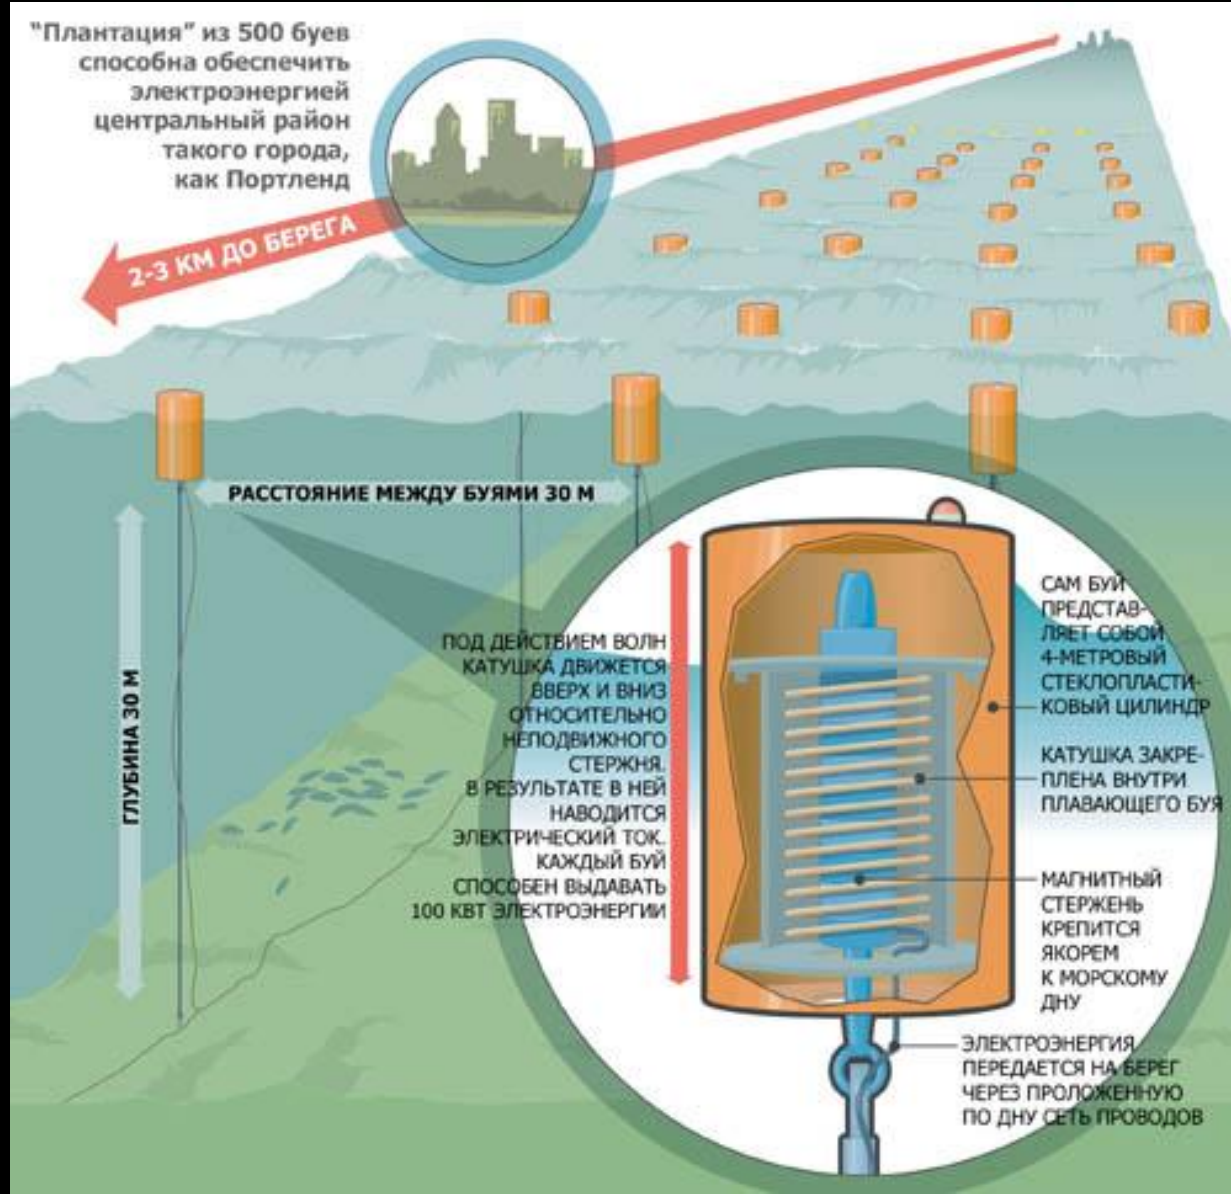 “Плантация” из 500 буев
способна обеспечить
электроэнергией
центральный район
такого города,
как Портленд
2-3 КМ ДО БЕРЕГА
РАССТОЯНИЕ МЕЖДУ БУЯМИ 30 М
ГЛУБИНА 30 М
ПОД ДЕЙСТВИЕМ ВОЛН
КАТУШКА ДВИЖЕТСЯ
ВВЕРХ И ВНИЗ
ОТНОСИТЕЛЬНО
НЕПОДВИЖНОГО
СТЕРЖНЯ.
В РЕЗУЛЬТАТЕ В НЕЙ
НАВОДИТСЯ
ЭЛЕКТРИЧЕСКИЙ ТОК.
КАЖДЫЙ БУЙ
СПОСОБЕН ВЫДАВАТЬ
100 КВТ ЭЛЕКТРОЭНЕРГИИ
САМ БУЙ
ПРЕДСТАВ-
ЛЯЕТ СОБОЙ
4-МЕТРОВЫЙ
СТЕКЛОПЛАСТИ-
КОВЫЙ ЦИЛИНДР
КАТУШКА ЗАКРЕ-
ПЛЕНА ВНУТРИ
ПЛАВАЮЩЕГО БУЯ
МАГНИТНЫЙ
СТЕРЖЕНЬ
КРЕПИТСЯ
ЯКОРЕМ
К МОРСКОМУ
ДНУ
ЭЛЕКТРОЭНЕРГИЯ
ПЕРЕДАЕТСЯ НА БЕРЕГ
ЧЕРЕЗ ПРОЛОЖЕННУЮ
ПО ДНУ СЕТЬ ПРОВОДОВ